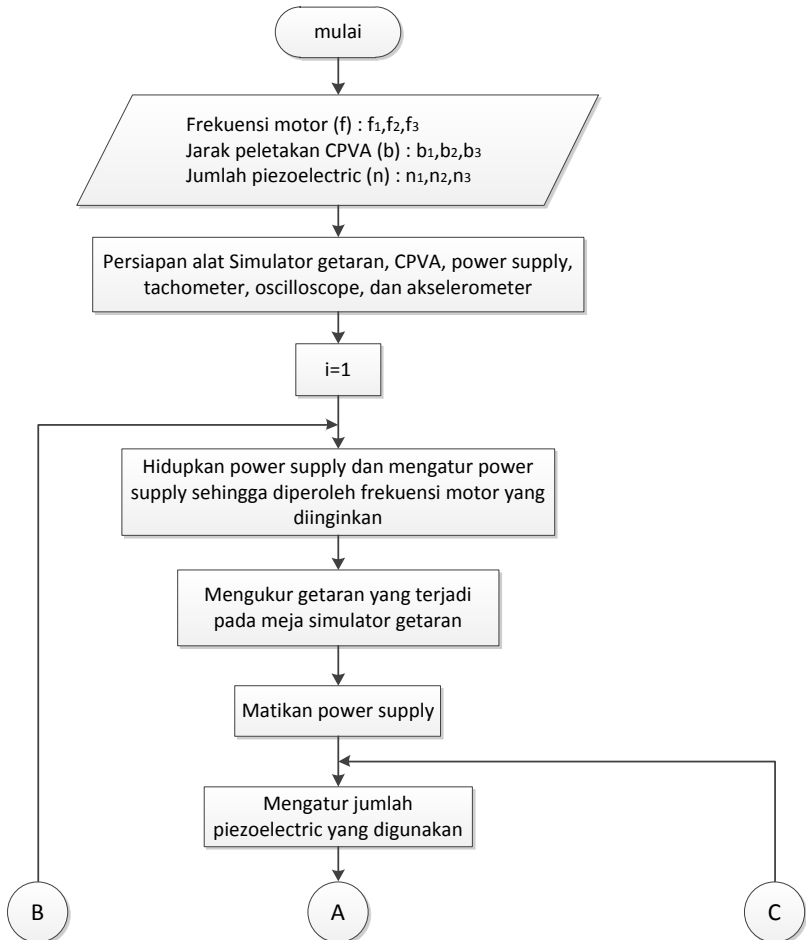 mulai
Frekuensi motor (f) : f1,f2,f3
Jarak peletakan CPVA (b) : b1,b2,b3
Jumlah piezoelectric (n) : n1,n2,n3
Persiapan alat Simulator getaran, CPVA, power supply,
tachometer, oscilloscope, dan akselerometer
i=1
Hidupkan power supply dan mengatur power
supply sehingga diperoleh frekuensi motor yang
diinginkan
Mengukur getaran yang terjadi
pada meja simulator getaran
Matikan power supply
Mengatur jumlah
piezoelectric yang digunakan
B
A
C